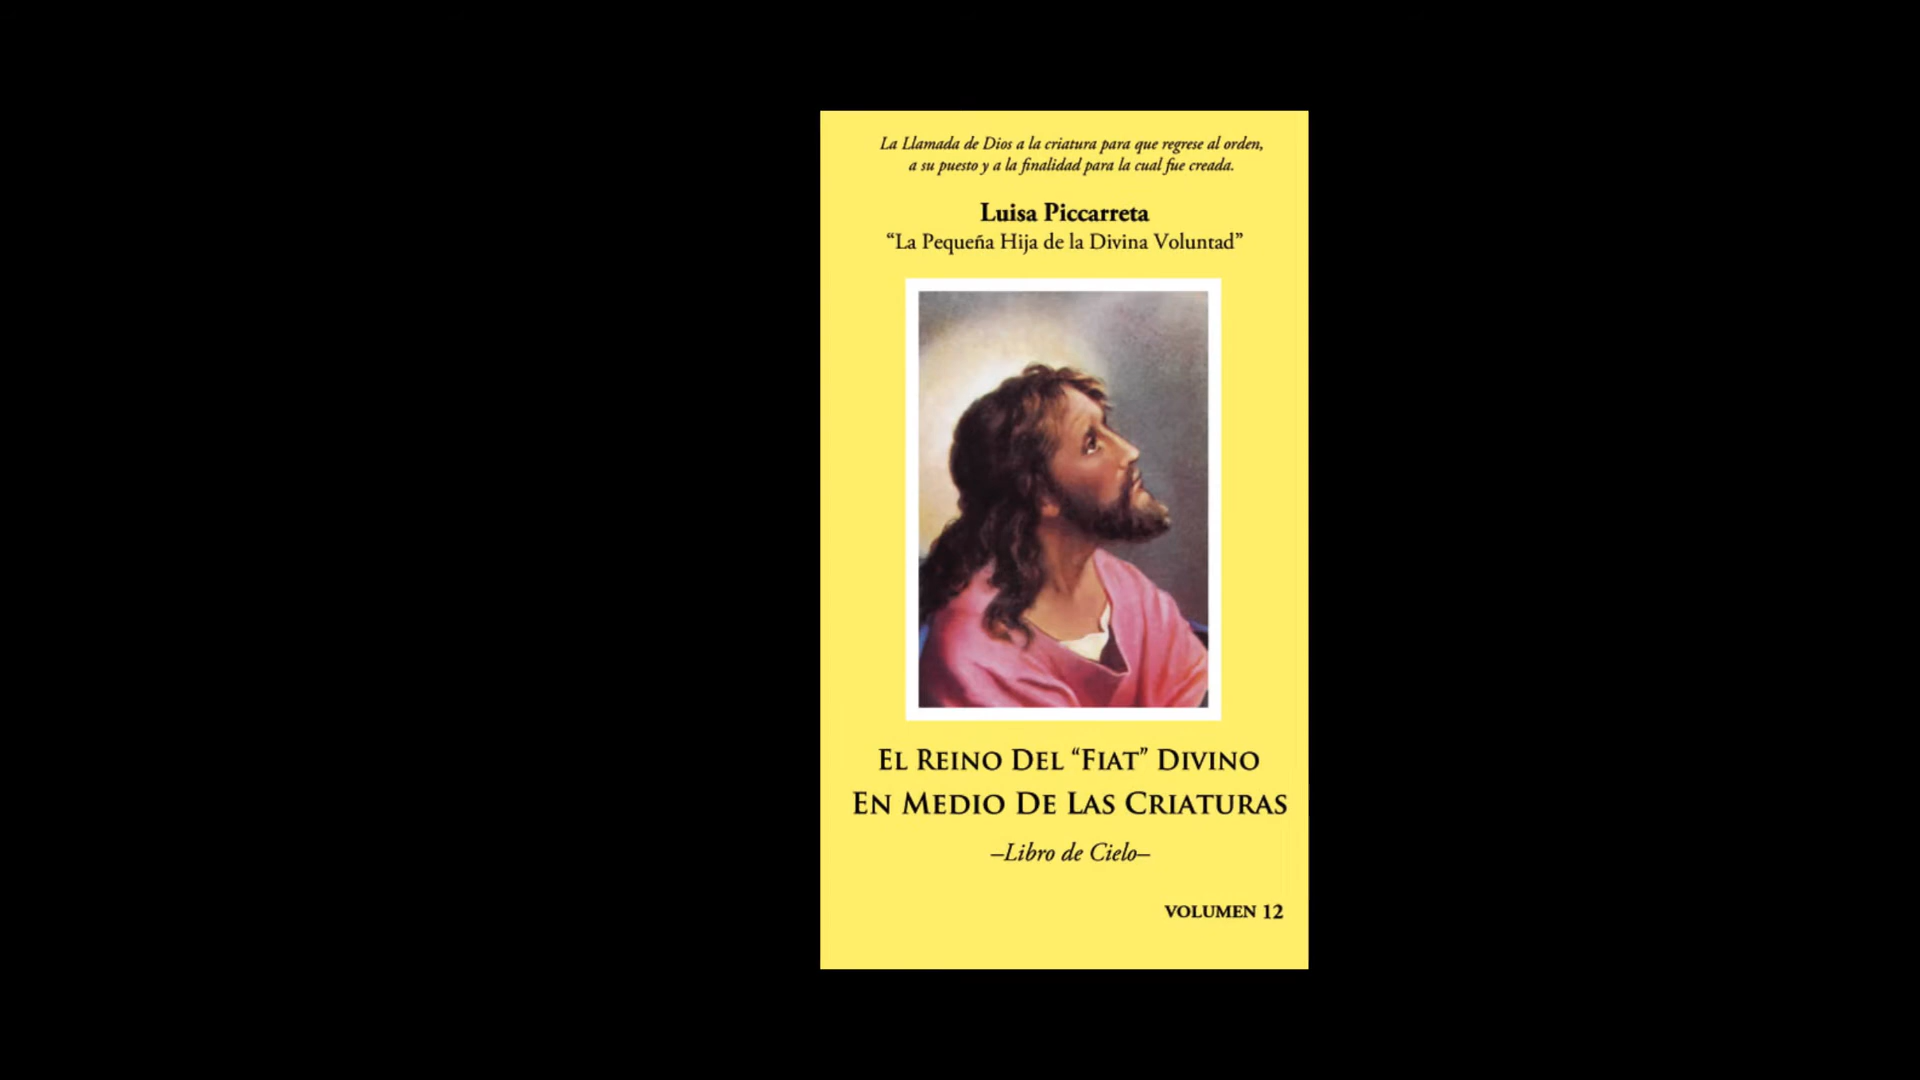 La Llamada de Dios a la criatura para que regrese al orden,
a su puesto y a la finalidad para la cual fue creada.
Luisa Piccarreta
“La Pequeña Hija de la Divina Voluntad”
El Reino Del “Fiat” Divino
En Medio De Las Criaturas
–Libro de Cielo–
VOLUMEN 12